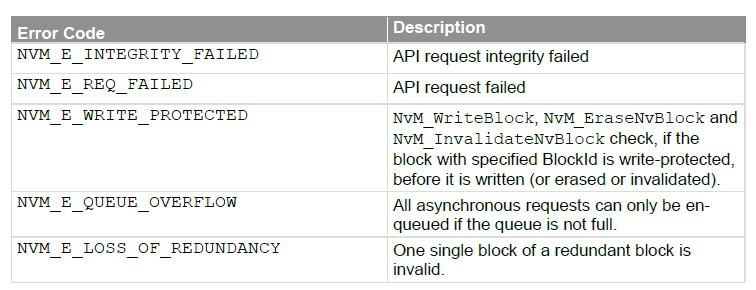 Error Code Description
NVM_E_INTEGRITY_FAILED API request integrity failed
NVM_E_REQ_FAILED API request failed
NVM_E_WRITE_PROTECTED NvM_WriteBlock, NvM_EraseNvBlock and
NvM_InvalidateNvBlock check, if the
block with specified BlockId is write-protected,
before it is written (or erased or invalidated).
NVM_E_QUEUE_OVERFLOW All asynchronous requests can only be en-
queued if the queue is not full.
NVM_E_LOSS_OF_REDUNDANCY One single block of a redundant block is
invalid.